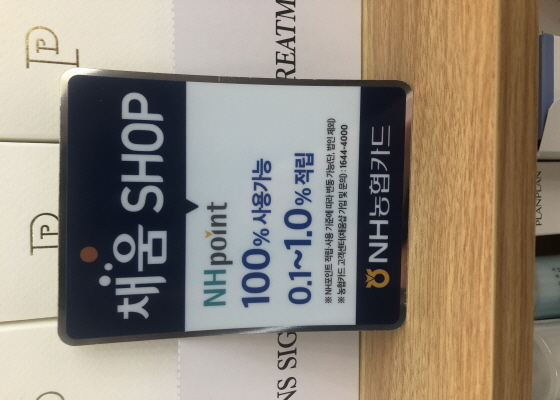 채움 SHOP
NHpoint
100% 사용가능
0.1~1.0% 적립
※ NH포인트 적립·사용 기준에 따라 변동 가능(단, 법인 제외)
※ 농협카드 고객센터(채움샵 가입 및 문의) : 1644-4000
NH농협카드
PLANPLAN